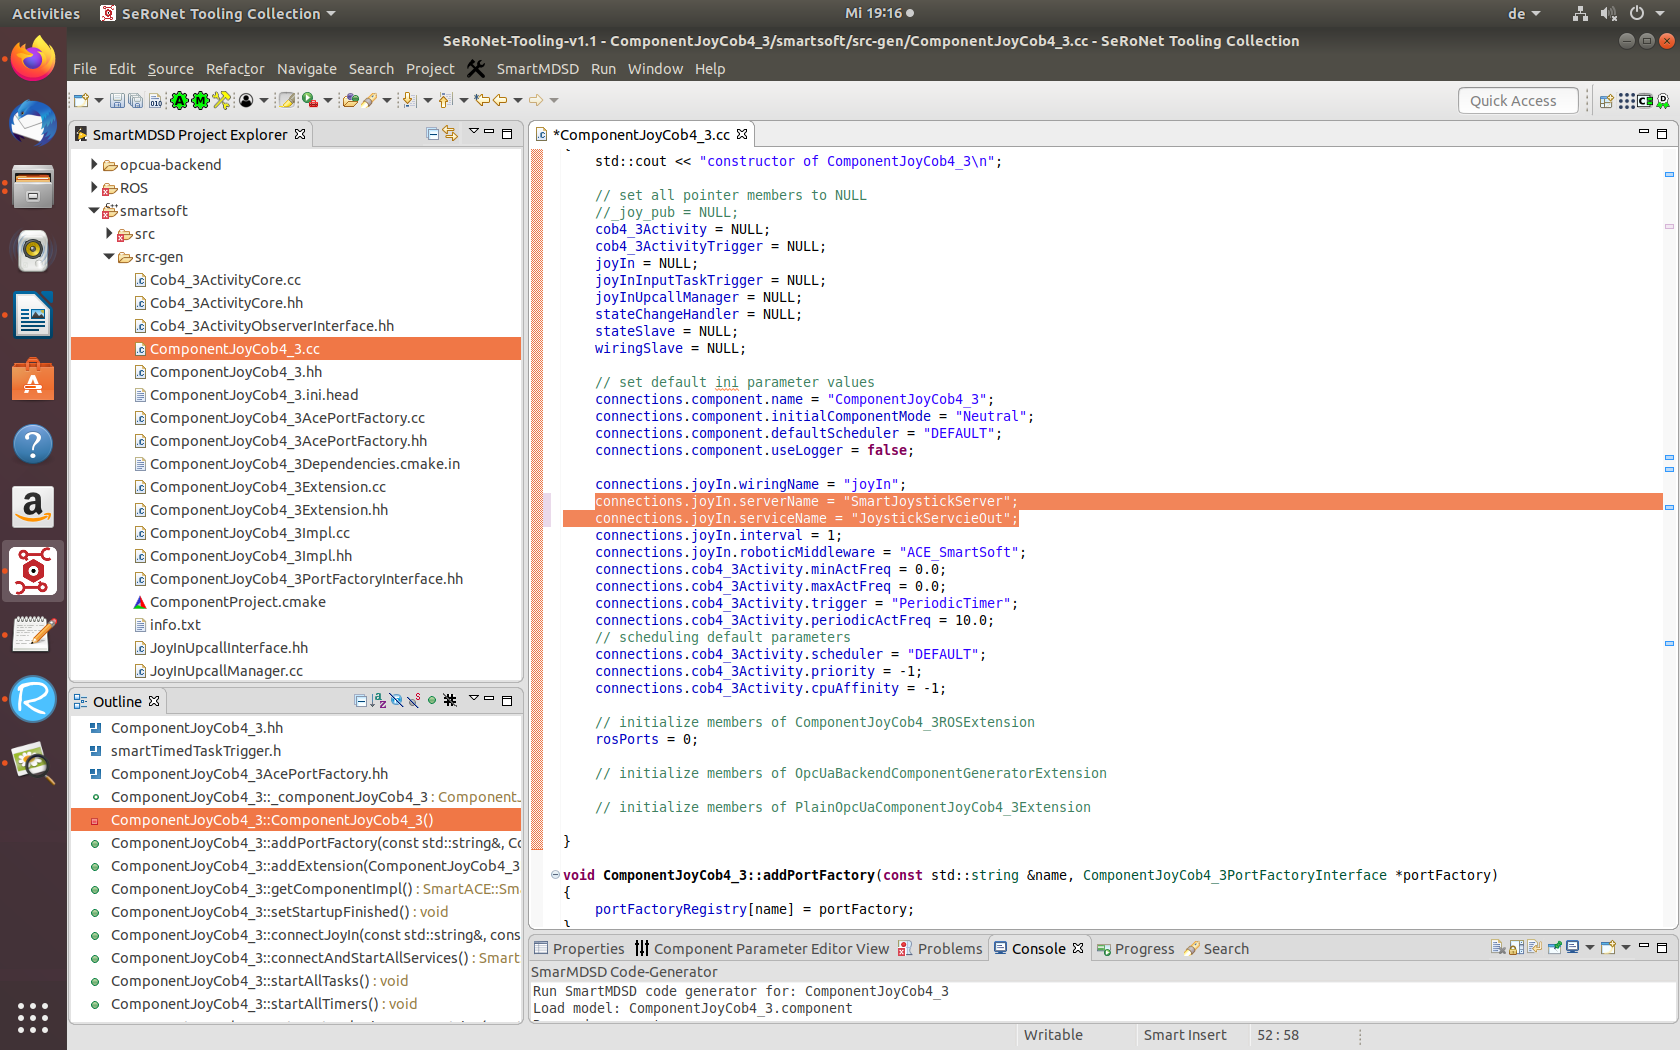 Activities
SeRoNet Tooling Collection
Mi 19:16
de
SeRoNet-Tooling-v1.1 - ComponentJoyCob4_3/smartsoft/src-gen/ComponentJoyCob4_3.cc - SeRoNet Tooling Collection
File Edit Source Refactor Navigate Search Project SmartMDSD Run Window Help
Quick Access
SmartMDSD Project Explorer
opcua-backend
ROS
smartsoft
src
src-gen
Cob4_3ActivityCore.cc
Cob4_3ActivityCore.hh
Cob4_3ActivityObserverInterface.hh
ComponentJoyCob4_3.cc
ComponentJoyCob4_3.hh
ComponentJoyCob4_3.ini.head
ComponentJoyCob4_3AcePortFactory.cc
ComponentJoyCob4_3AcePortFactory.hh
ComponentJoyCob4_3Dependencies.cmake.in
ComponentJoyCob4_3Extension.cc
ComponentJoyCob4_3Extension.hh
ComponentJoyCob4_3Impl.cc
ComponentJoyCob4_3Impl.hh
ComponentJoyCob4_3PortFactoryInterface.hh
ComponentProject.cmake
info.txt
JoyInUpcallInterface.hh
JoyInUpcallManager.cc
Outline
ComponentJoyCob4_3.hh
smartTimedTaskTrigger.h
ComponentJoyCob4_3AcePortFactory.hh
ComponentJoyCob4_3::_componentJoyCob4_3 : ComponentJ
ComponentJoyCob4_3::ComponentJoyCob4_3()
ComponentJoyCob4_3::addPortFactory(const std::string&, Cc
ComponentJoyCob4_3::addExtension(ComponentJoyCob4_3
ComponentJoyCob4_3::getComponentImpl() : SmartACE::Sma
ComponentJoyCob4_3::setStartupFinished() : void
ComponentJoyCob4_3::connectJoyIn(const std::string&, cons
ComponentJoyCob4_3::connectAndStartAllServices() : Smart
ComponentJoyCob4_3::startAllTasks() : void
ComponentJoyCob4_3::startAllTimers() : void
*ComponentJoyCob4_3.cc
std::cout << "constructor of ComponentJoyCob4_3\n";
// set all pointer members to NULL
//_joy_pub = NULL;
cob4_3Activity = NULL;
cob4_3ActivityTrigger = NULL;
joyIn = NULL;
joyInInputTaskTrigger = NULL;
joyInUpcallManager = NULL;
stateChangeHandler = NULL;
stateSlave = NULL;
wiringSlave = NULL;
// set default ini parameter values
connections.component.name = "ComponentJoyCob4_3";
connections.component.initialComponentMode = "Neutral";
connections.component.defaultScheduler = "DEFAULT";
connections.component.useLogger = false;
connections.joyIn.wiringName = "joyIn";
connections.joyIn.serverName = "SmartJoystickServer";
connections.joyIn.serviceName = "JoystickServcieOut";
connections.joyIn.interval = 1;
connections.joyIn.roboticMiddleware = "ACE_SmartSoft";
connections.cob4_3Activity.minActFreq = 0.0;
connections.cob4_3Activity.maxActFreq = 0.0;
connections.cob4_3Activity.trigger = "PeriodicTimer";
connections.cob4_3Activity.periodicActFreq = 10.0;
// scheduling default parameters
connections.cob4_3Activity.scheduler = "DEFAULT";
connections.cob4_3Activity.priority = -1;
connections.cob4_3Activity.cpuAffinity = -1;
// initialize members of ComponentJoyCob4_3ROSExtension
rosPorts = 0;
// initialize members of OpcUaBackendComponentGeneratorExtension
// initialize members of PlainOpcUaComponentJoyCob4_3Extension
}
void ComponentJoyCob4_3::addPortFactory(const std::string &name, ComponentJoyCob4_3PortFactoryInterface *portFactory)
{
portFactoryRegistry[name] = portFactory;
}
Properties Component Parameter Editor View Problems Console Progress Search
SmarMDSD Code-Generator
Run SmartMDSD code generator for: ComponentJoyCob4_3
Load model: ComponentJoyCob4_3.component
Writable Smart Insert 52 : 58